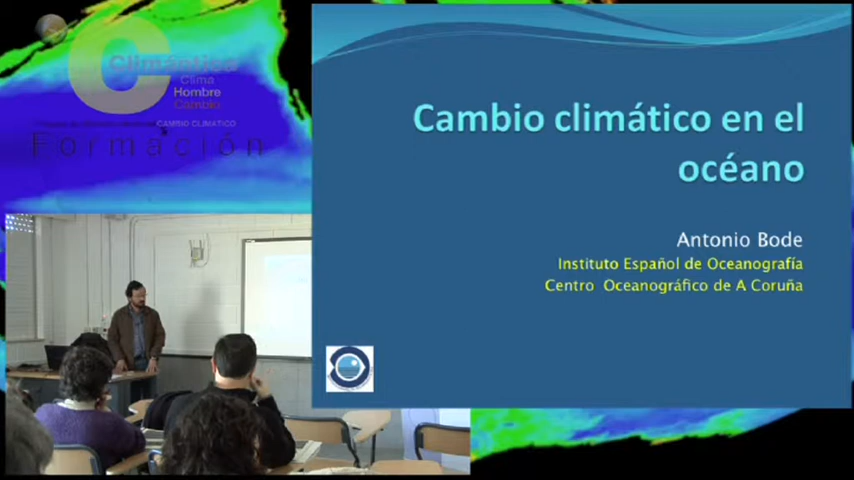 Climántica
Clima
Hombre
Cambio
CAMBIO CLIMÁTICO
Formación
Cambio climático en el
océano
Antonio Bode
Instituto Español de Oceanografía
Centro Oceanográfico de A Coruña